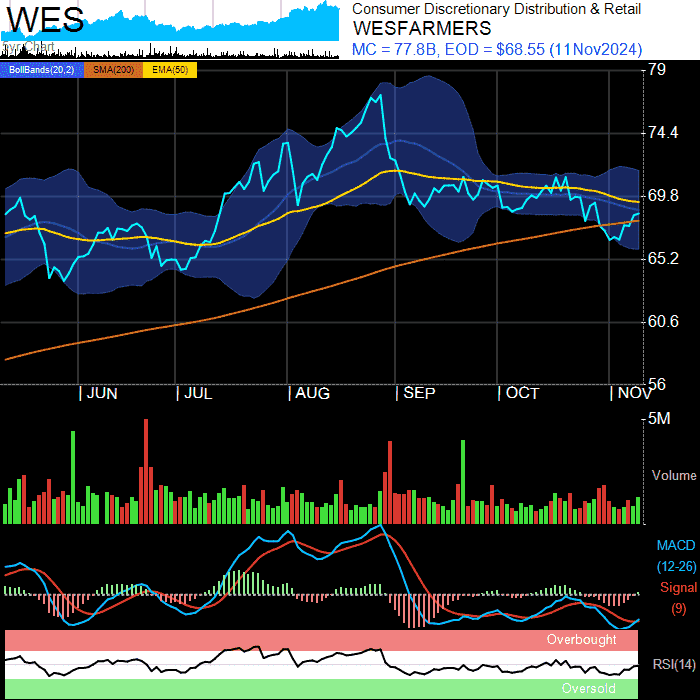 WES
Consumer Discretionary Distribution & Retail
WESFARMERS
MC = 77.8B, EOD = $68.55 (11Nov2024)
BollBands(20,2) SMA(200) EMA(50)
79
74.4
69.8
65.2
60.6
56
JUN JUL AUG SEP OCT NOV
5M
Volume
MACD
(12-26)
Signal
(9)
Overbought
RSI(14)
Oversold